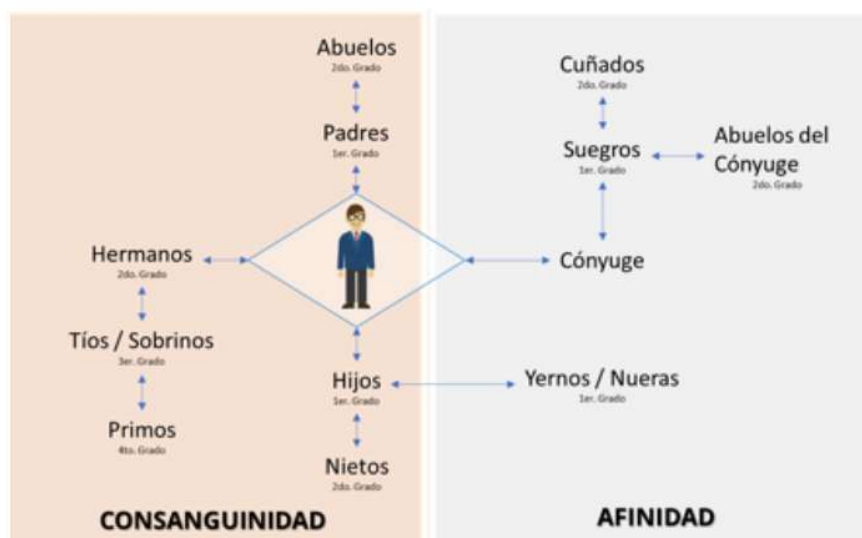 Abuelos
2do. Grado
Padres
1er. Grado
Hermanos
2do. Grado
Tíos / Sobrinos
3er. Grado
Primos
4to. Grado
Hijos
1er. Grado
Nietos
2do. Grado
CONSANGUINIDAD
Cuñados
2do. Grado
Suegros
1er. Grado
Abuelos del
Cónyuge
2do. Grado
Cónyuge
Yernos / Nueras
1er. Grado
AFINIDAD